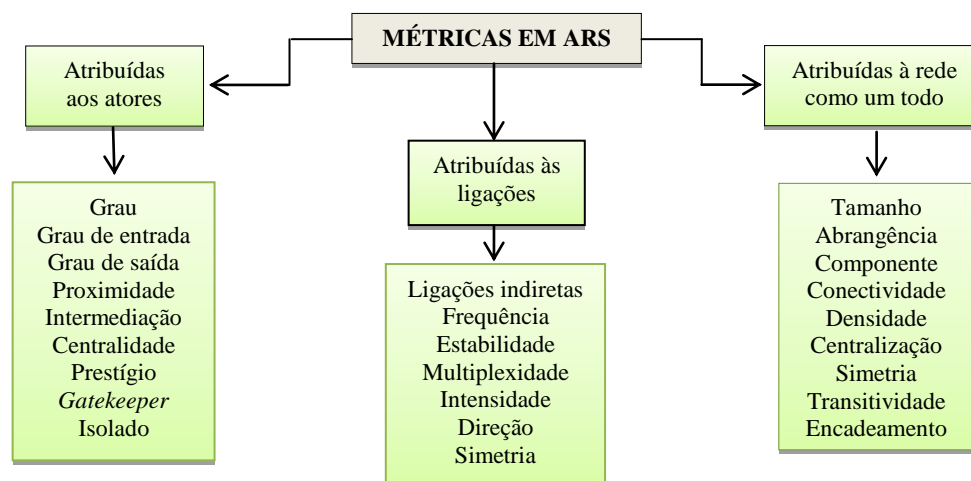 MÉTRICAS EM ARS
Atribuídas
aos atores
Grau
Grau de entrada
Grau de saída
Proximidade
Intermediação
Centralidade
Prestígio
Gatekeeper
Isolado
Atribuídas às
ligações
Ligações indiretas
Frequência
Estabilidade
Multiplexidade
Intensidade
Direção
Simetria
Atribuídas à rede
como um todo
Tamanho
Abrangência
Componente
Conectividade
Densidade
Centralização
Simetria
Transitividade
Encadeamento